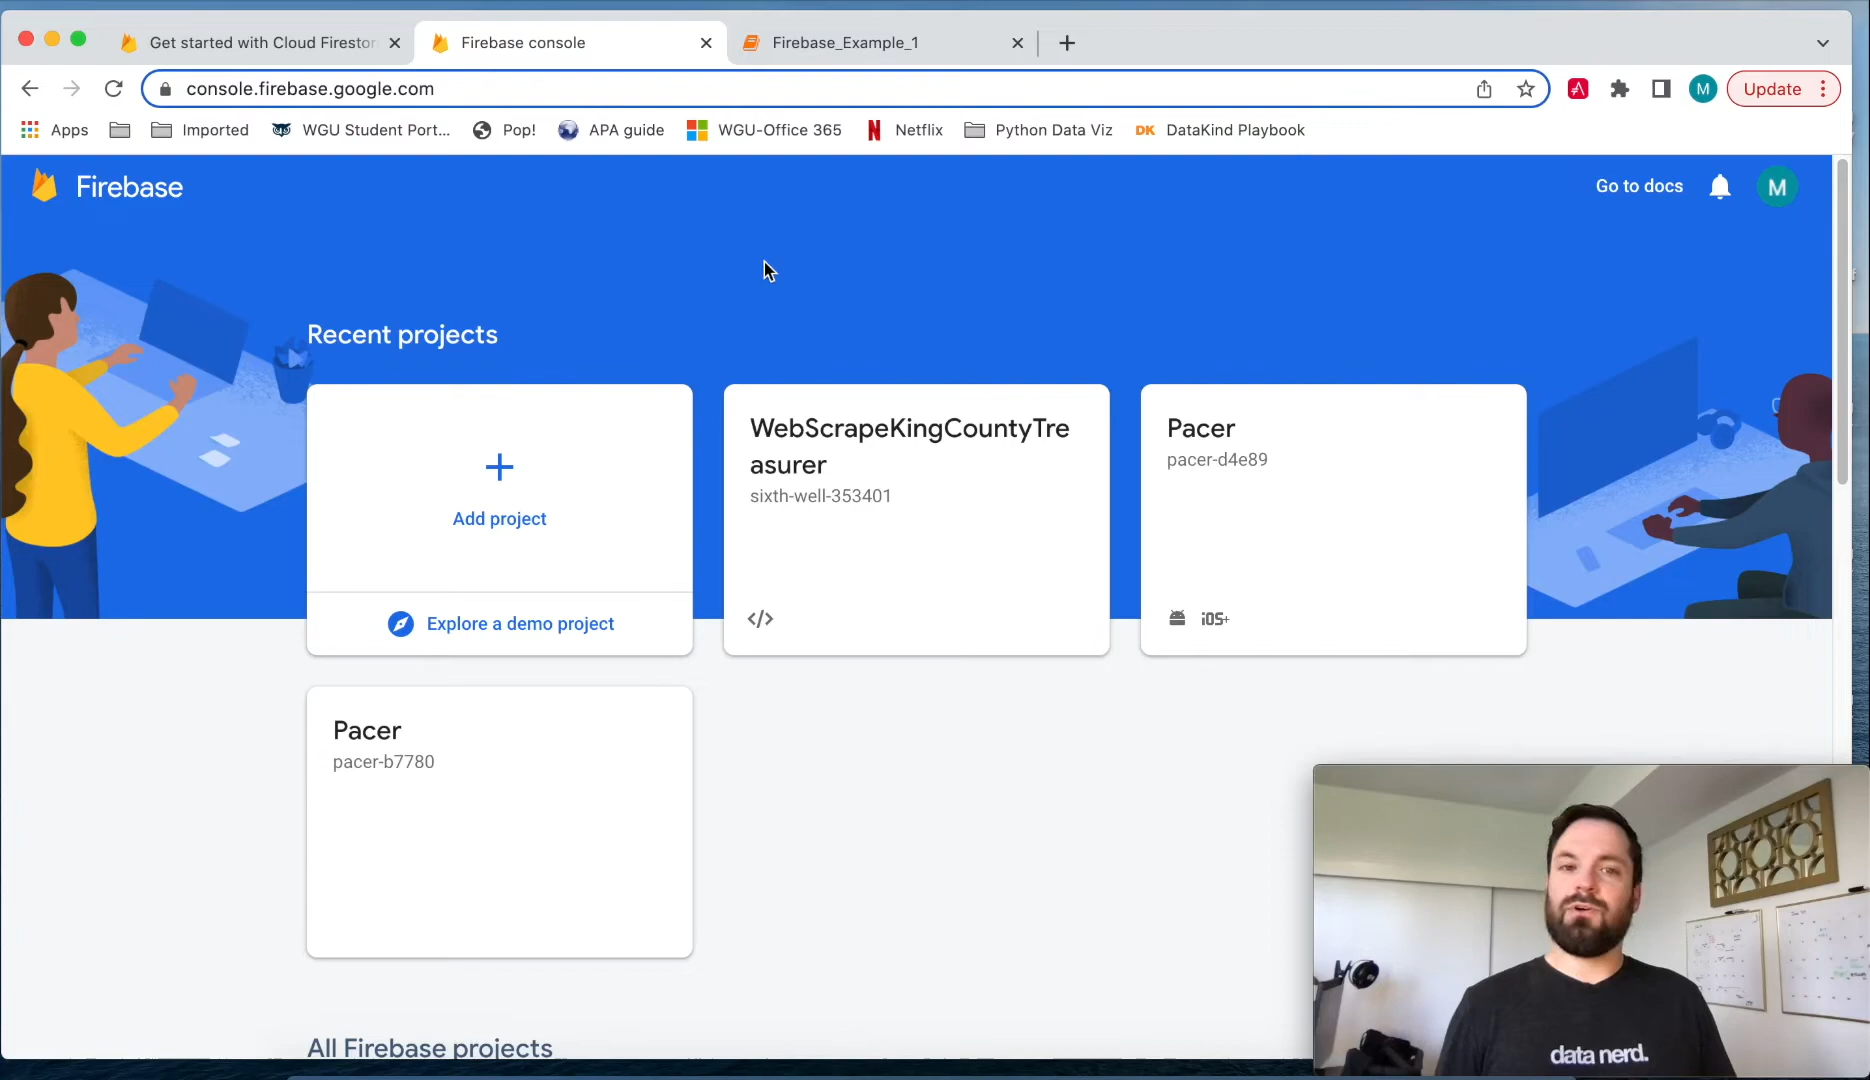 Get started with Cloud Firestor
Firebase console
Firebase_Example_1
console.firebase.google.com
M
Update
Apps
Imported
WGU Student Port...
Pop!
APA guide
WGU-Office 365
N
Netflix
Python Data Viz
DK
DataKind Playbook
Firebase
Go to docs
M
Recent projects
Add project
Explore a demo project
WebScrapeKingCountyTre
asurer
sixth-well-353401
</>
Pacer
pacer-d4e89
iOS+
Pacer
pacer-b7780
All Firebase projects
data nerd.